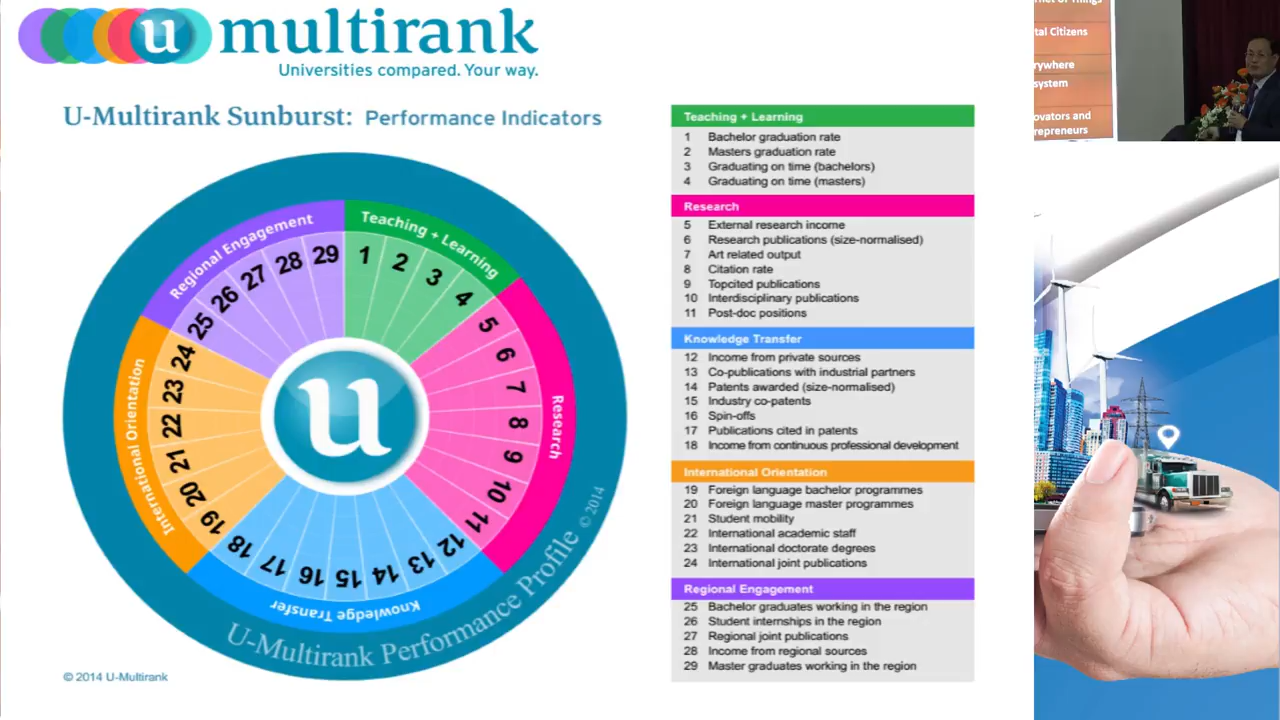 u multirank
Universities compared. Your way.
U-Multirank Sunburst: Performance Indicators
Regional Engagement
Teaching + Learning
Research
Knowledge Transfer
International Orientation
1
2
3
4
5
6
7
8
9
10
11
12
13
14
15
16
17
18
19
20
21
22
23
24
25
26
27
28
29
u
U-Multirank Performance Profile © 2014
© 2014 U-Multirank
Teaching + Learning
1 Bachelor graduation rate
2 Masters graduation rate
3 Graduating on time (bachelors)
4 Graduating on time (masters)
Research
5 External research income
6 Research publications (size-normalised)
7 Art related output
8 Citation rate
9 Topcited publications
10 Interdisciplinary publications
11 Post-doc positions
Knowledge Transfer
12 Income from private sources
13 Co-publications with industrial partners
14 Patents awarded (size-normalised)
15 Industry co-patents
16 Spin-offs
17 Publications cited in patents
18 Income from continuous professional development
International Orientation
19 Foreign language bachelor programmes
20 Foreign language master programmes
21 Student mobility
22 International academic staff
23 International doctorate degrees
24 International joint publications
Regional Engagement
25 Bachelor graduates working in the region
26 Student internships in the region
27 Regional joint publications
28 Income from regional sources
29 Master graduates working in the region
of Things
tal Citizens
rywhere
system
ovators and
repreneurs